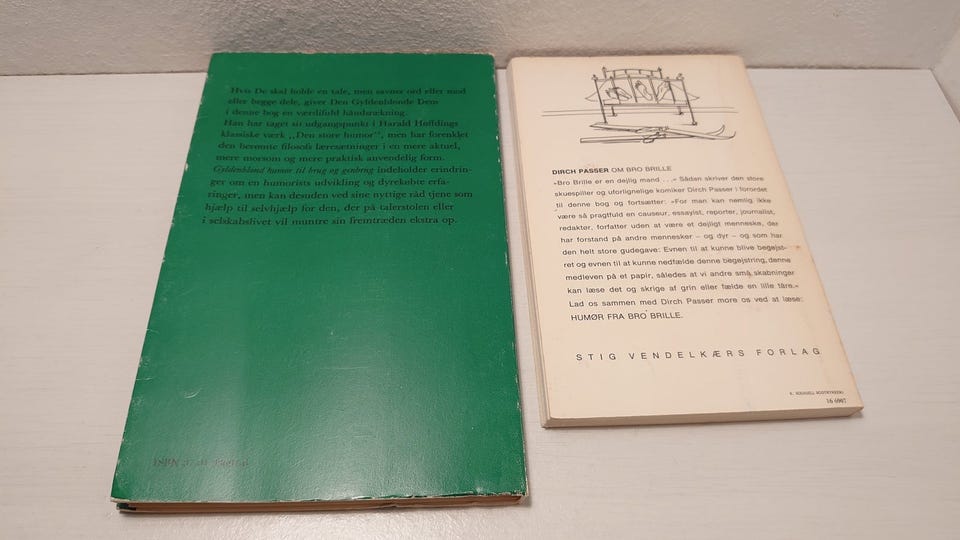 Hvis De skal holde en tale, men savner ord eller mod
eller begge dele, giver Den Gyldenblonde Dem
i denne bog en værdifuld håndsrækning.
Han har taget sit udgangspunkt i Harald Høffdings
klassiske værk ,,Den store humor", men har forenklet
den berømte filosofs læresætninger i en mere aktuel,
mere morsom og mere praktisk anvendelig form.
Gyldenblond humor til brug og genbrug indeholder erindrin-
ger om en humorists udvikling og dyrekøbte erfa-
ringer, men kan desuden ved sine nyttige råd tjene som
hjælp til selvhjælp for den, der på talerstolen eller
i selskabslivet vil muntre sin fremtræden ekstra op.
ISBN
DIRCH PASSER OM BRO BRILLE
»Bro Brille er en dejlig mand . . .« Sådan skriver den store
skuespiller og uforlignelige komiker Dirch Passer i forordet
til denne bog og fortsætter: »For man kan nemlig ikke
være så pragtfuld en causeur, essayist, reporter, journalist,
redaktør, forfatter uden at være et dejligt menneske, der
har forstand på andre mennesker – og dyr – og som har
den helt store gudegave: Evnen til at kunne blive begejst-
ret og evnen til at kunne nedfælde denne begejstring, denne
medleven på et papir, således at vi andre små skabninger
kan læse det og skrige af grin eller fælde en lille tåre.«
Lad os sammen med Dirch Passer more os ved at læse:
HUMØR FRA BRO BRILLE.
STIG VENDELKÆRS FORLAG
BOGTRYKKERI